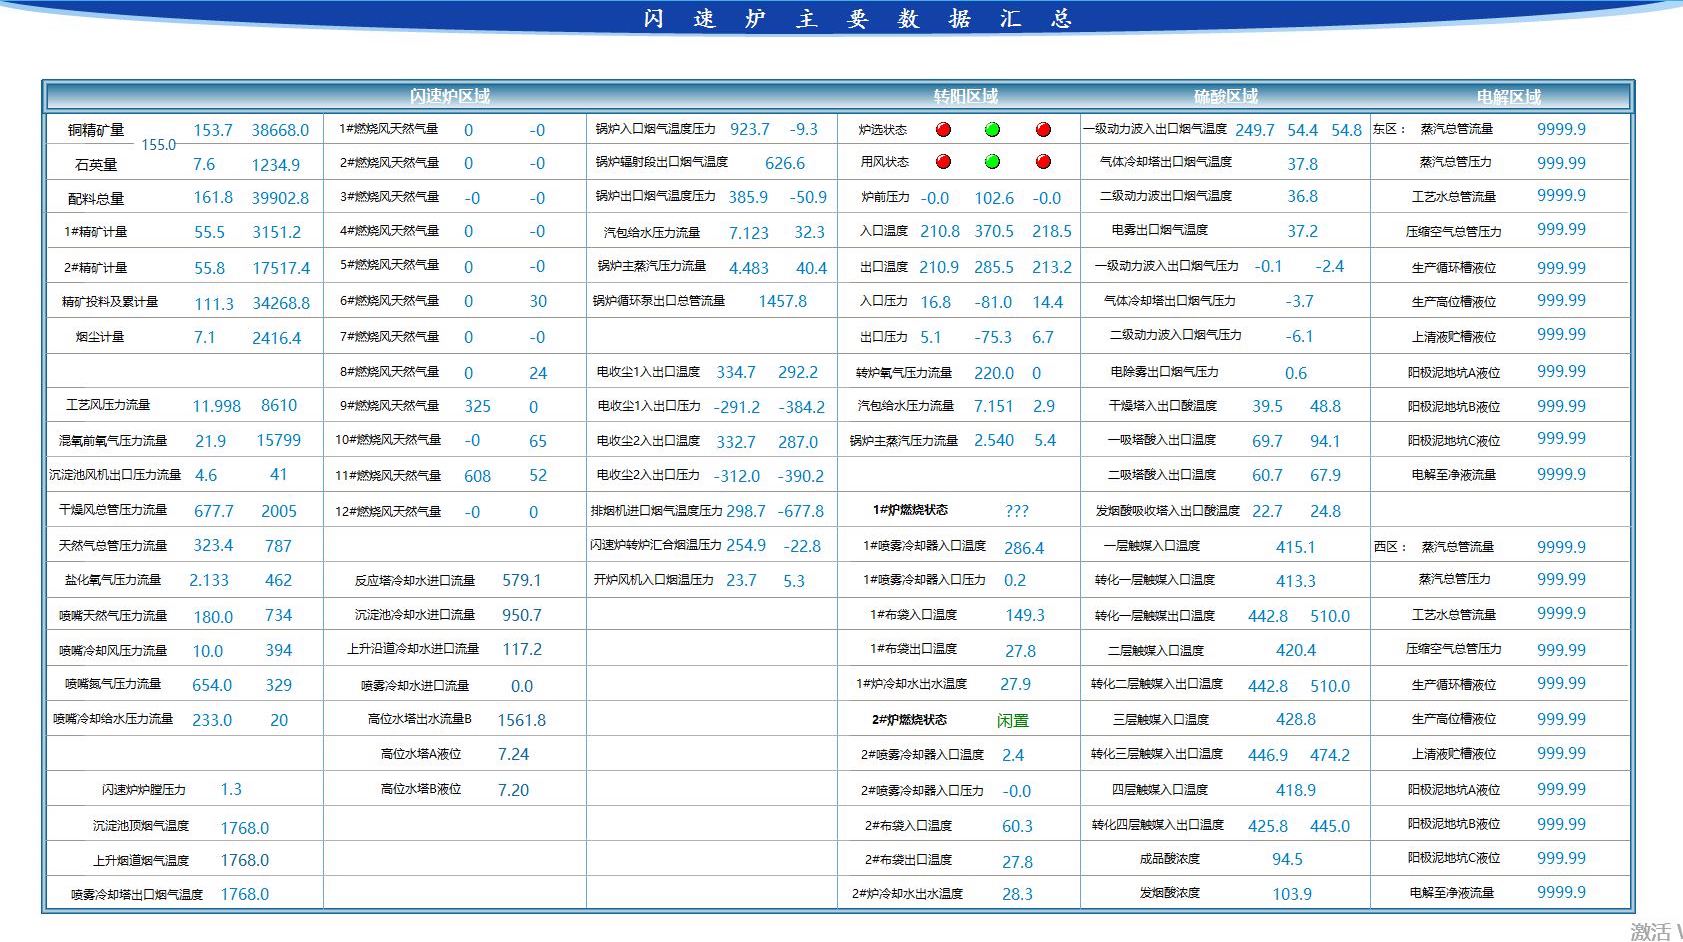 闪速炉主要数据汇总
闪速炉区域 转阳区域 硫酸区域 电解区域
铜精矿量 155.0 153.7 38668.0 1#燃烧风天然气量 0 -0 锅炉入口烟气温度压力 923.7 -9.3 炉选状态 一级动力波入出口烟气温度 249.7 54.4 54.8 东区： 蒸汽总管流量 9999.9
石英量 7.6 1234.9 2#燃烧风天然气量 0 -0 锅炉辐射段出口烟气温度 626.6 用风状态 气体冷却塔出口烟气温度 37.8 蒸汽总管压力 999.99
配料总量 161.8 39902.8 3#燃烧风天然气量 -0 -0 锅炉出口烟气温度压力 385.9 -50.9 炉前压力 -0.0 102.6 -0.0 二级动力波出口烟气温度 36.8 工艺水总管流量 9999.9
1#精矿计量 55.5 3151.2 4#燃烧风天然气量 0 -0 汽包给水压力流量 7.123 32.3 入口温度 210.8 370.5 218.5 电雾出口烟气温度 37.2 压缩空气总管压力 999.99
2#精矿计量 55.8 17517.4 5#燃烧风天然气量 0 -0 锅炉主蒸汽压力流量 4.483 40.4 出口温度 210.9 285.5 213.2 一级动力波入出口烟气压力 -0.1 -2.4 生产循环槽液位 999.99
精矿投料及累计量 111.3 34268.8 6#燃烧风天然气量 0 30 锅炉循环泵出口总管流量 1457.8 入口压力 16.8 -81.0 14.4 气体冷却塔出口烟气压力 -3.7 生产高位槽液位 999.99
烟尘计量 7.1 2416.4 7#燃烧风天然气量 0 -0 出口压力 5.1 -75.3 6.7 二级动力波入口烟气压力 -6.1 上清液贮槽液位 999.99
8#燃烧风天然气量 0 24 电收尘1入出口温度 334.7 292.2 转炉氧气压力流量 220.0 0 电除雾出口烟气压力 0.6 阳极泥地坑A液位 999.99
工艺风压力流量 11.998 8610 9#燃烧风天然气量 325 0 电收尘1入出口压力 -291.2 -384.2 汽包给水压力流量 7.151 2.9 干燥塔入出口酸温度 39.5 48.8 阳极泥地坑B液位 999.99
混氧前氧气压力流量 21.9 15799 10#燃烧风天然气量 -0 65 电收尘2入出口温度 332.7 287.0 锅炉主蒸汽压力流量 2.540 5.4 一吸塔酸入出口温度 69.7 94.1 阳极泥地坑C液位 999.99
沉淀池风机出口压力流量 4.6 41 11#燃烧风天然气量 608 52 电收尘2入出口压力 -312.0 -390.2 二吸塔酸入出口温度 60.7 67.9 电解至净液流量 9999.9
干燥风总管压力流量 677.7 2005 12#燃烧风天然气量 -0 0 排烟机进口烟气温度压力 298.7 -677.8 1#炉燃烧状态 ??? 发烟酸吸收塔入出口酸温度 22.7 24.8
天然气总管压力流量 323.4 787 闪速炉转炉汇合烟温压力 254.9 -22.8 1#喷雾冷却器入口温度 286.4 一层触媒入口温度 415.1 西区： 蒸汽总管流量 9999.9
盐化氧气压力流量 2.133 462 反应塔冷却水进口流量 579.1 开炉风机入口烟温压力 23.7 5.3 1#喷雾冷却器入口压力 0.2 转化一层触媒入口温度 413.3 蒸汽总管压力 999.99
喷嘴天然气压力流量 180.0 734 沉淀池冷却水进口流量 950.7 1#布袋入口温度 149.3 转化一层触媒出口温度 442.8 510.0 工艺水总管流量 9999.9
喷嘴冷却风压力流量 10.0 394 上升沿道冷却水进口流量 117.2 1#布袋出口温度 27.8 二层触媒入口温度 420.4 压缩空气总管压力 999.99
喷嘴氮气压力流量 654.0 329 喷雾冷却水进口流量 0.0 1#炉冷却水出水温度 27.9 转化二层触媒入出口温度 442.8 510.0 生产循环槽液位 999.99
喷嘴冷却给水压力流量 233.0 20 高位水塔出水流量B 1561.8 2#炉燃烧状态 闲置 三层触媒入口温度 428.8 生产高位槽液位 999.99
高位水塔A液位 7.24 2#喷雾冷却器入口温度 2.4 转化三层触媒入出口温度 446.9 474.2 上清液贮槽液位 999.99
闪速炉炉膛压力 1.3 高位水塔B液位 7.20 2#喷雾冷却器入口压力 -0.0 四层触媒入口温度 418.9 阳极泥地坑A液位 999.99
沉淀池顶烟气温度 1768.0 2#布袋入口温度 60.3 转化四层触媒入出口温度 425.8 445.0 阳极泥地坑B液位 999.99
上升烟道烟气温度 1768.0 2#布袋出口温度 27.8 成品酸浓度 94.5 阳极泥地坑C液位 999.99
喷雾冷却塔出口烟气温度 1768.0 2#炉冷却水出水温度 28.3 发烟酸浓度 103.9 电解至净液流量 9999.9
激活